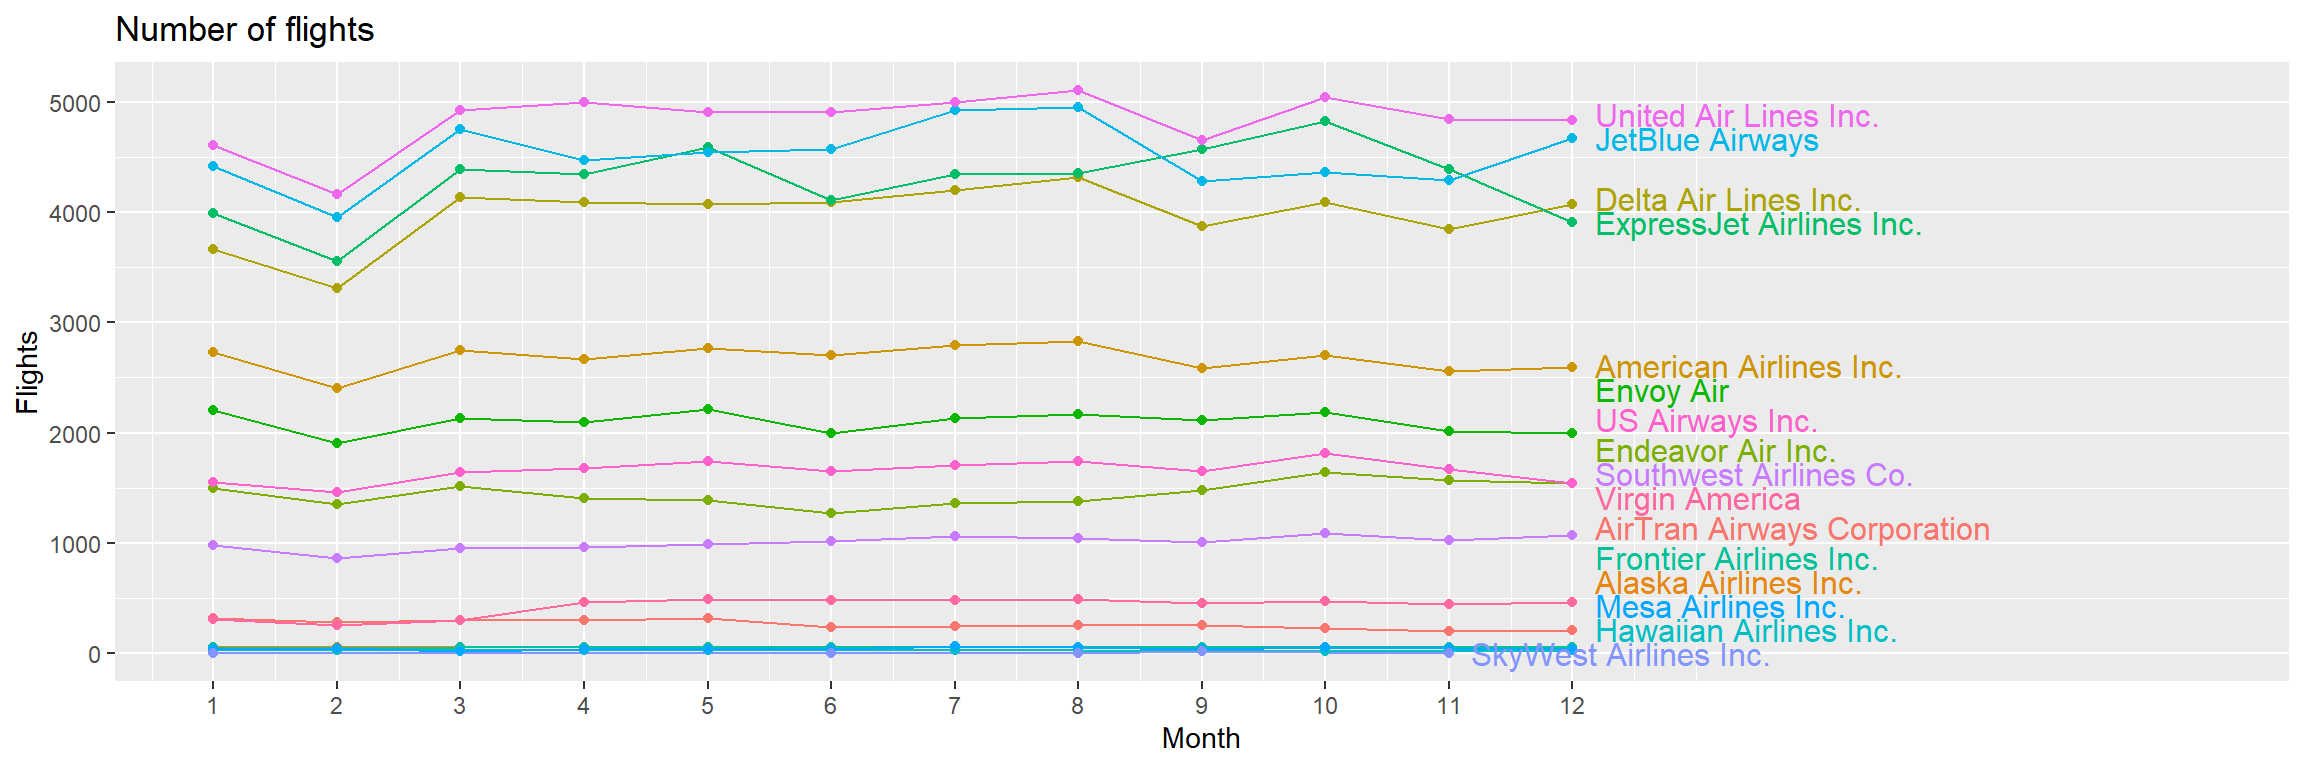 Number of flights
Flights
5000
4000
3000
2000
1000
0
United Air Lines Inc.
JetBlue Airways
Delta Air Lines Inc.
ExpressJet Airlines Inc.
American Airlines Inc.
Envoy Air
US Airways Inc.
Endeavor Air Inc.
Southwest Airlines Co.
Virgin America
AirTran Airways Corporation
Frontier Airlines Inc.
Alaska Airlines Inc.
Mesa Airlines Inc.
Hawaiian Airlines Inc.
SkyWest Airlines Inc.
1 2 3 4 5 6 7 8 9 10 11 12
Month